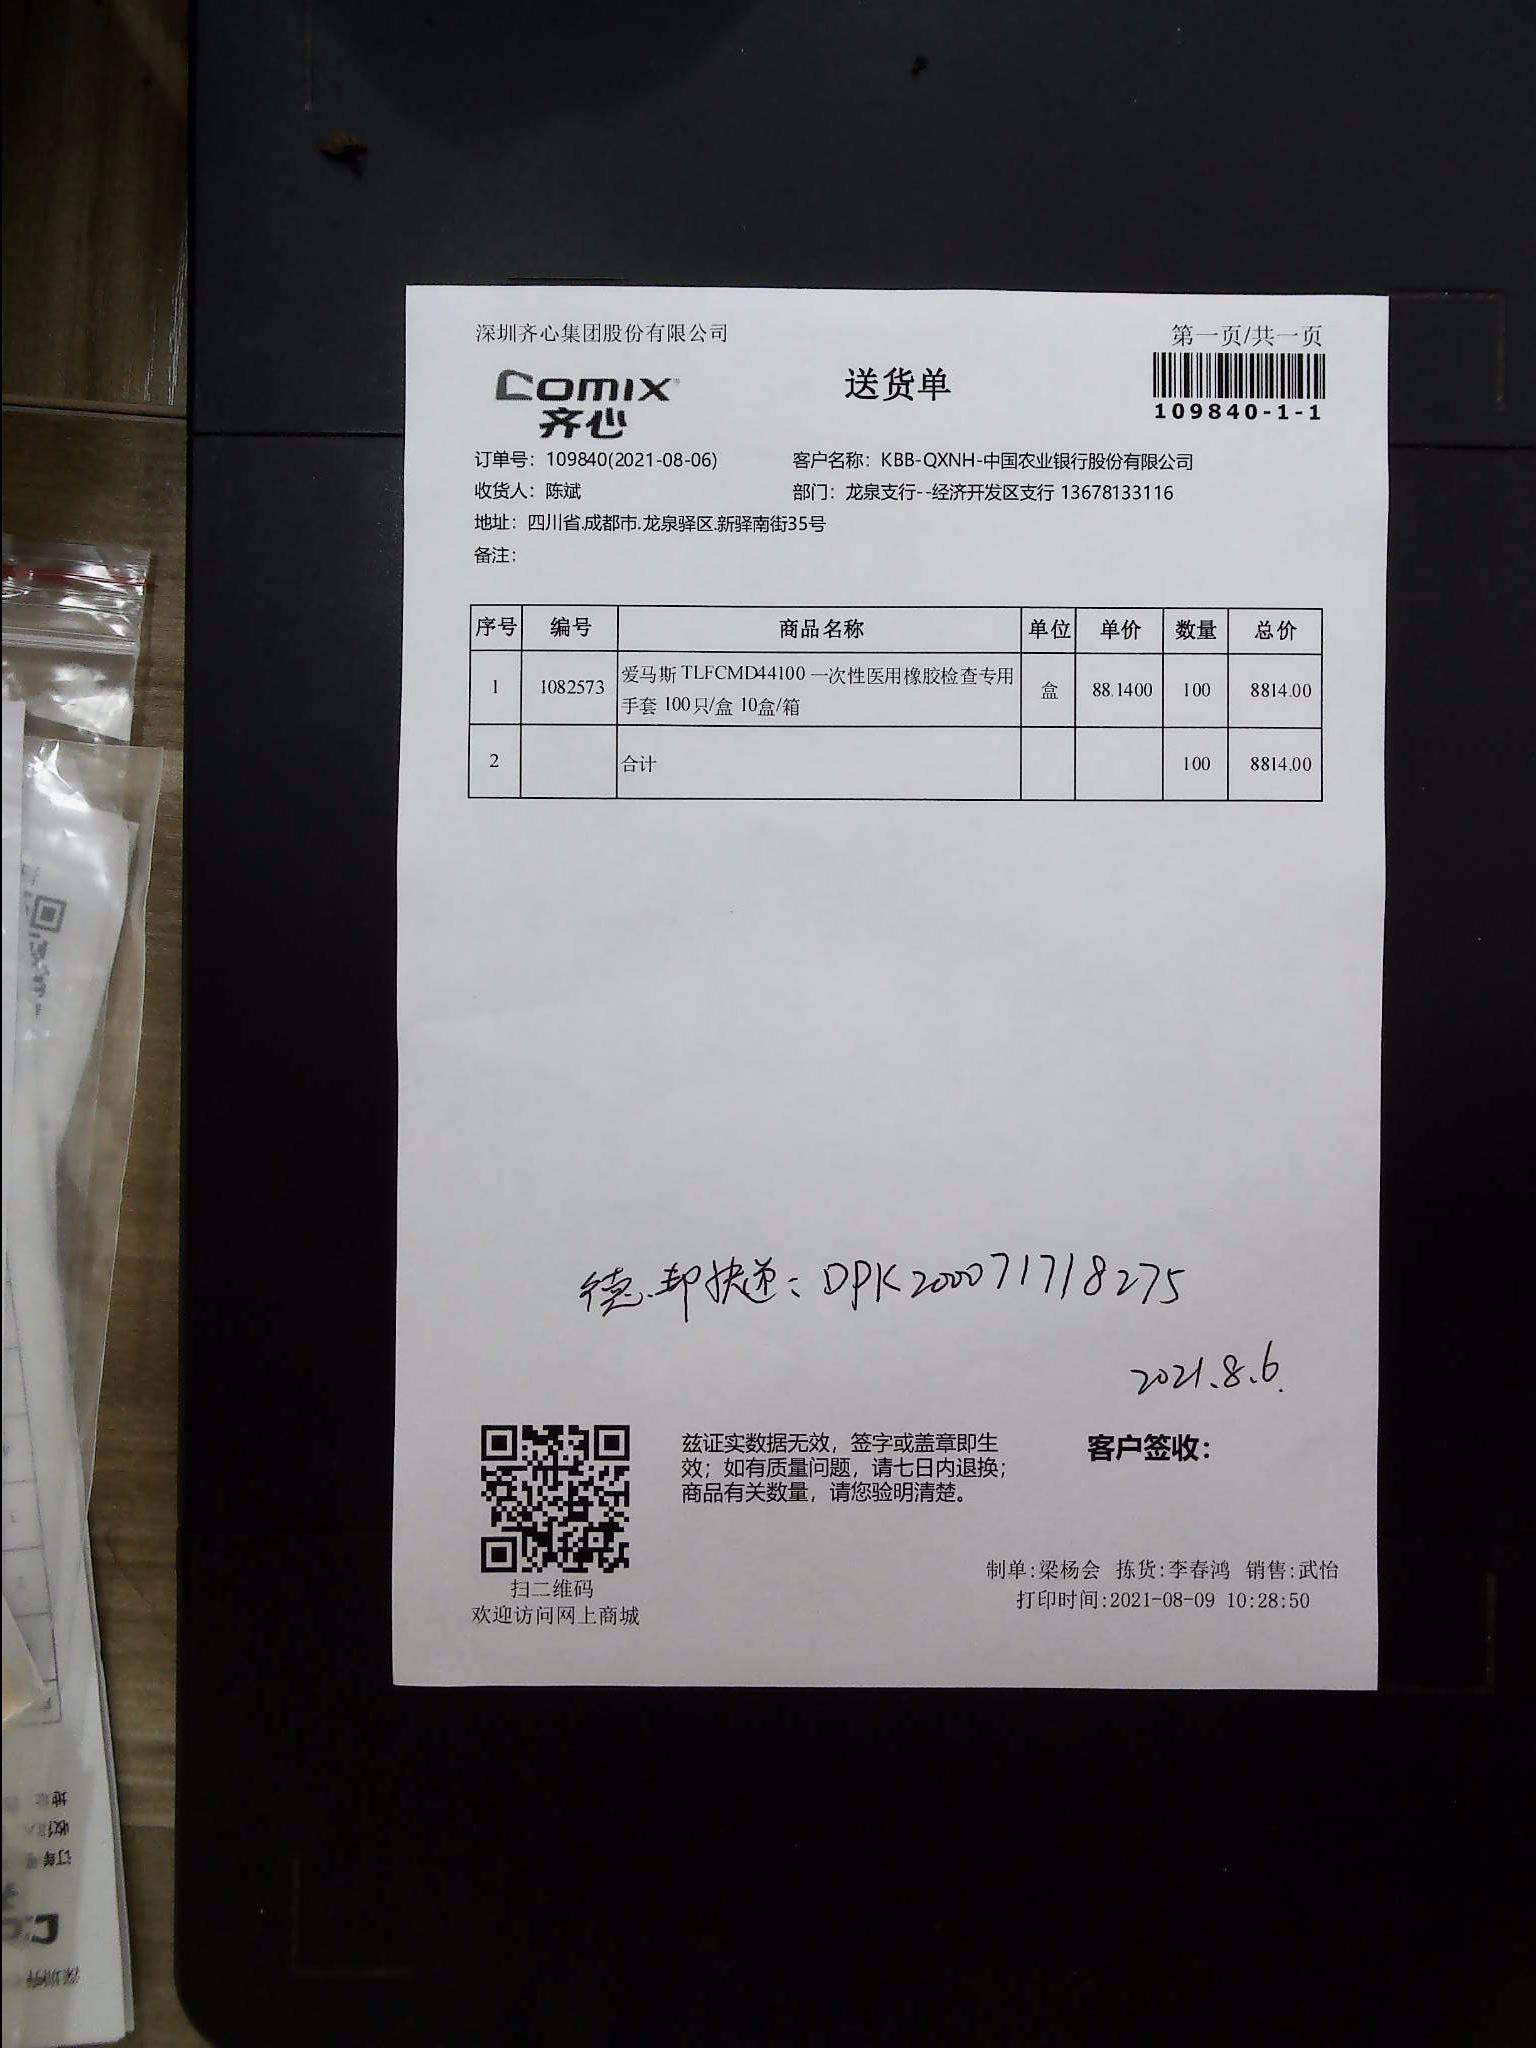 深圳齐心集团股份有限公司
第一页/共一页
COMIX
齐心
送货单
109840-1-1
订单号：109840(2021-08-06)
客户名称：KBB-QXNH-中国农业银行股份有限公司
收货人：陈斌
部门：龙泉支行--经济开发区支行 13678133116
地址：四川省.成都市.龙泉驿区.新驿南街35号
备注：
序号 编号 商品名称 单位 单价 数量 总价
1 1082573 爱马斯 TLFCMD44100 一次性医用橡胶检查专用 盒 88.1400 100 8814.00
手套 100只/盒 10盒/箱
2 合计 100 8814.00
德邦快递：DPK200071718275
2021.8.6.
兹证实数据无效，签字或盖章即生
效；如有质量问题，请七日内退换；
商品有关数量，请您验明清楚。
客户签收：
扫二维码
欢迎访问网上商城
制单:梁杨会 拣货:李春鸿 销售:武怡
打印时间:2021-08-09 10:28:50